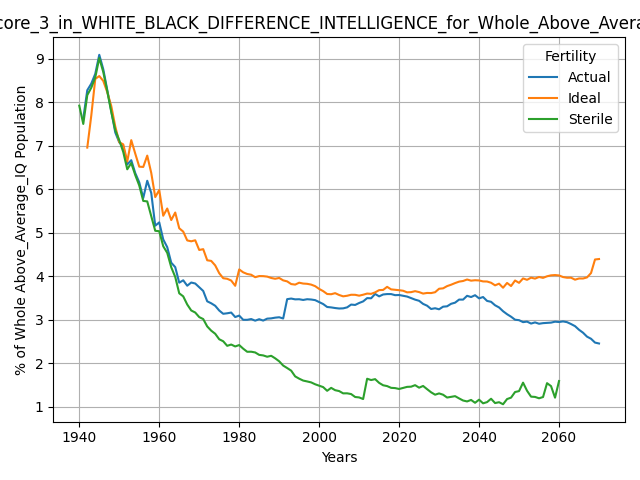 core_3_in_WHITE_BLACK_DIFFERENCE_INTELLIGENCE_for_Whole_Above_Avera
Fertility
Actual
Ideal
Sterile
% of Whole Above_Average_IQ Population
9
8
7
6
5
4
3
2
1
1940
1960
1980
2000
2020
2040
2060
Years